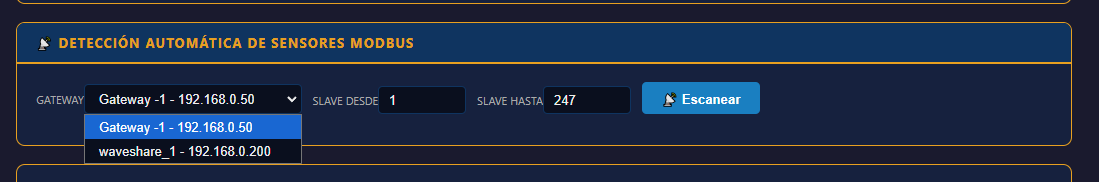 DETECCIÓN AUTOMÁTICA DE SENSORES MODBUS
GATEWAY Gateway -1 - 192.168.0.50 SLAVE DESDE 1 SLAVE HASTA 247 Escanear
Gateway -1 - 192.168.0.50
waveshare_1 - 192.168.0.200